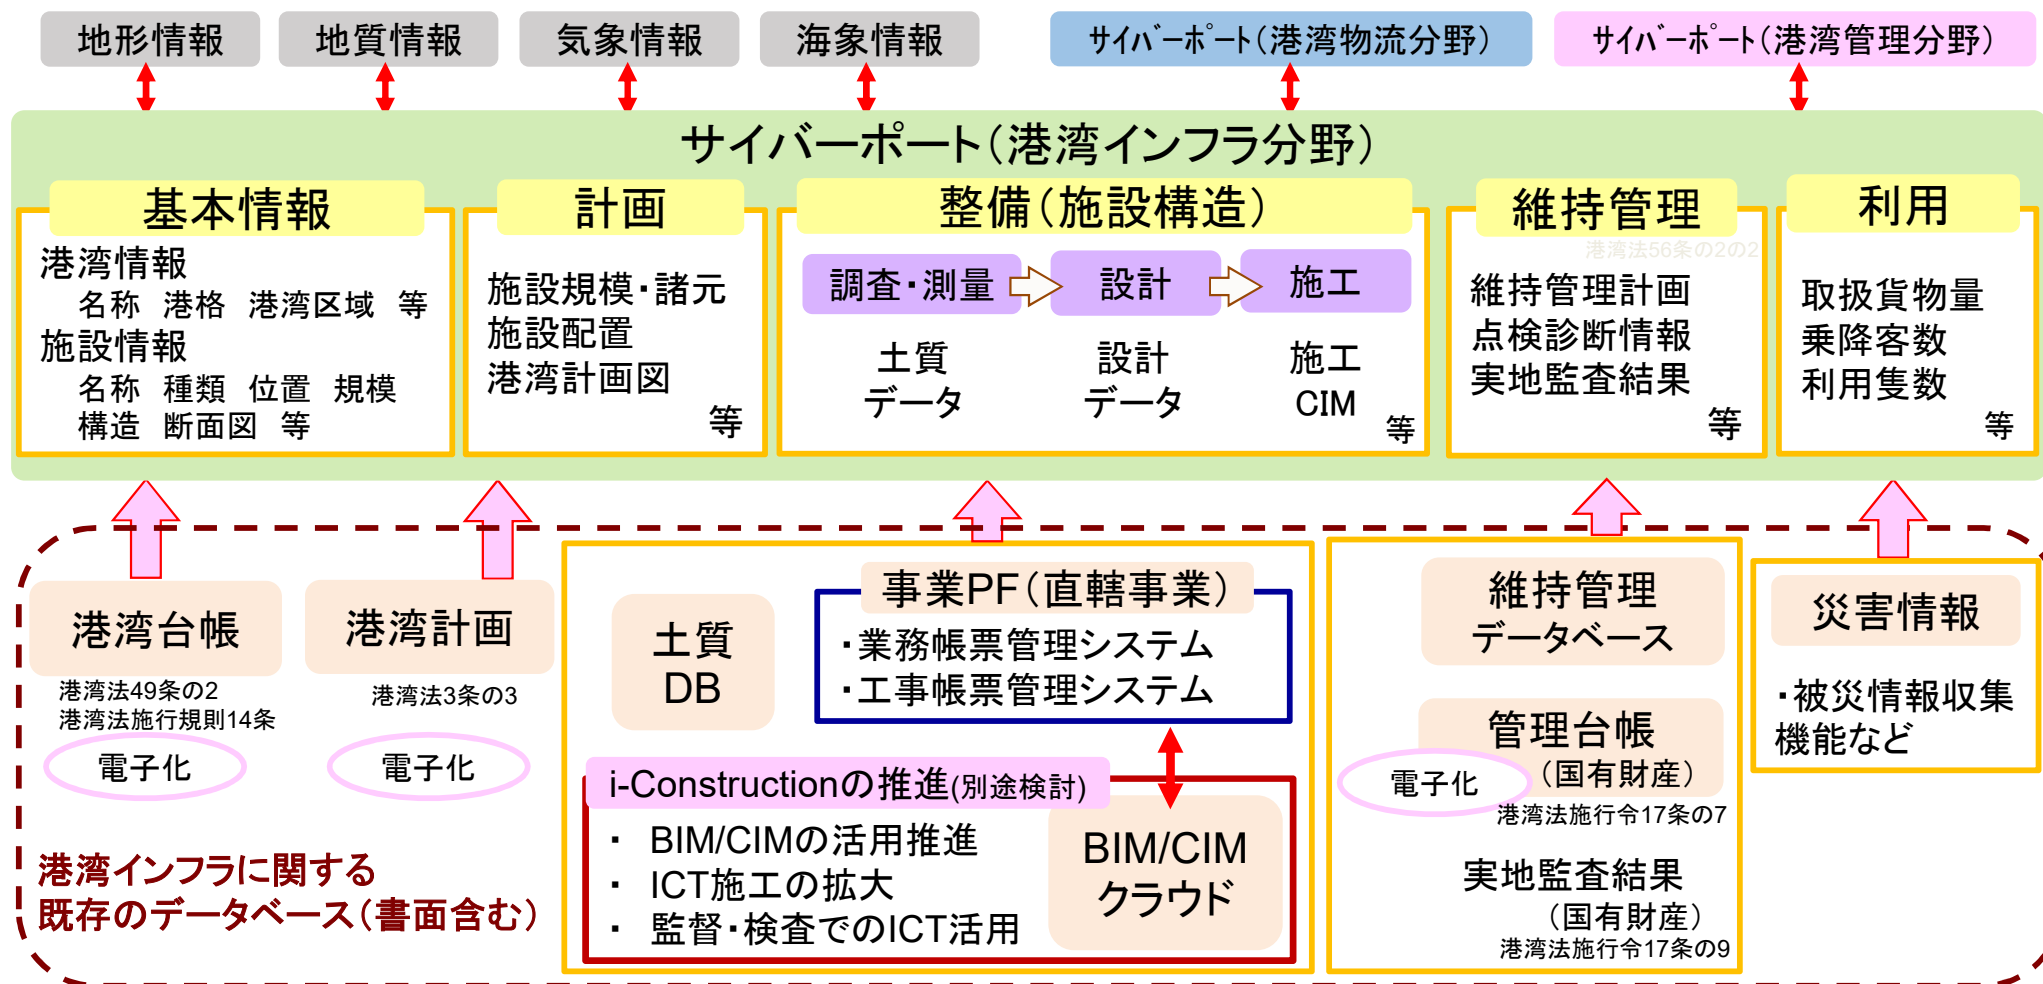 地形情報
地質情報
気象情報
海象情報
ｻｲﾊﾞｰﾎﾟｰﾄ（港湾物流分野）
ｻｲﾊﾞｰﾎﾟｰﾄ（港湾管理分野）
サイバーポート（港湾インフラ分野）
基本情報
港湾情報
名称 港格 港湾区域 等
施設情報
名称 種類 位置 規模
構造 断面図 等
計画
施設規模・諸元
施設配置
港湾計画図
等
整備（施設構造）
調査・測量
設計
施工
土質
データ
設計
データ
施工
CIM
等
維持管理
港湾法56条の2の2
維持管理計画
点検診断情報
実地監査結果
等
利用
取扱貨物量
乗降客数
利用隻数
等
港湾台帳
港湾法49条の2
港湾法施行規則14条
電子化
港湾計画
港湾法3条の3
電子化
港湾インフラに関する
既存のデータベース（書面含む）
土質
DB
事業PF（直轄事業）
・業務帳票管理システム
・工事帳票管理システム
i-Constructionの推進(別途検討)
・ BIM/CIMの活用推進
・ ICT施工の拡大
・ 監督・検査でのICT活用
BIM/CIM
クラウド
維持管理
データベース
管理台帳
（国有財産）
電子化
港湾法施行令17条の7
実地監査結果
（国有財産）
港湾法施行令17条の9
災害情報
・被災情報収集
機能など